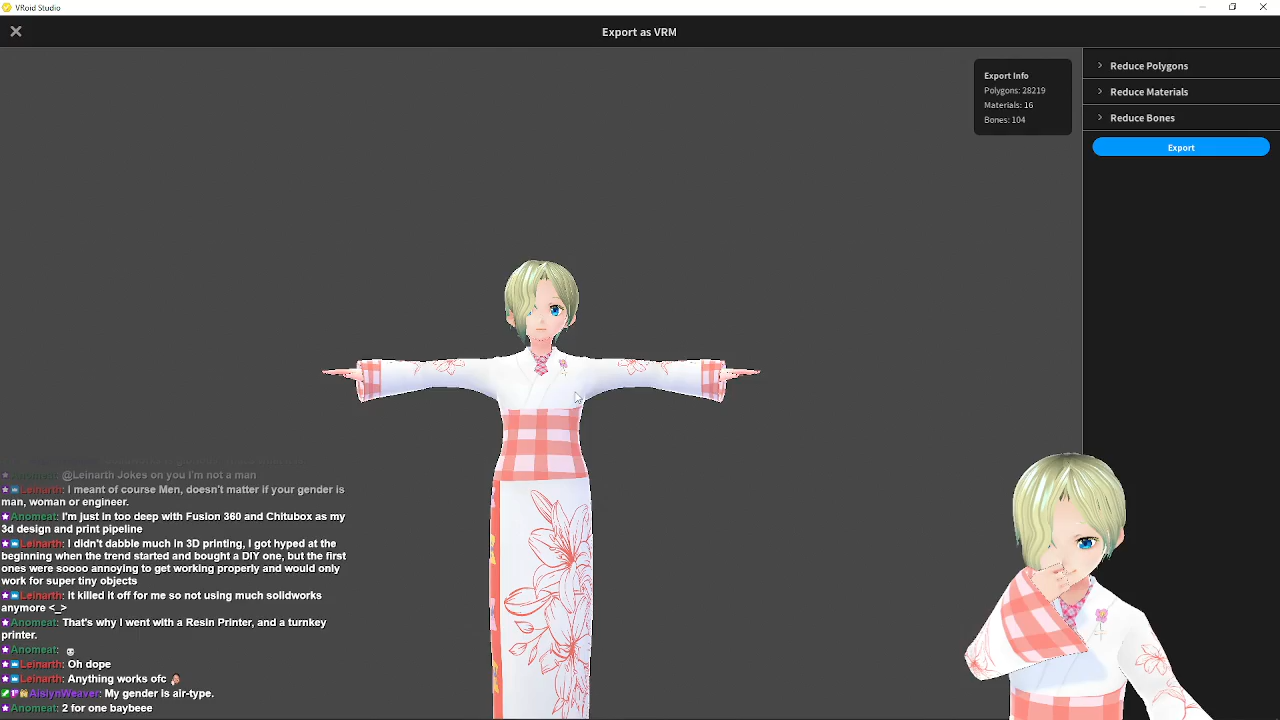 VRoid Studio
Export as VRM
Export Info
Polygons: 28219
Materials: 16
Bones: 104
Reduce Polygons
Reduce Materials
Reduce Bones
Export
@Leinarth Jokes on you I'm not a man
Leinarth: I meant of course Men, doesn't matter if your gender is
man, woman or engineer.
Anomeat: I'm just in too deep with Fusion 360 and Chitubox as my
3d design and print pipeline
Leinarth: I didn't dabble much in 3D printing, I got hyped at the
beginning when the trend started and bought a DIY one, but the first
ones were soooo annoying to get working properly and would only
work for super tiny objects
Leinarth: It killed it off for me so not using much solidworks
anymore <_>
Anomeat: That's why I went with a Resin Printer, and a turnkey
printer.
Anomeat:
Leinarth: Oh dope
Leinarth: Anything works ofc
AislynWeaver: My gender is air-type.
Anomeat: 2 for one baybeee